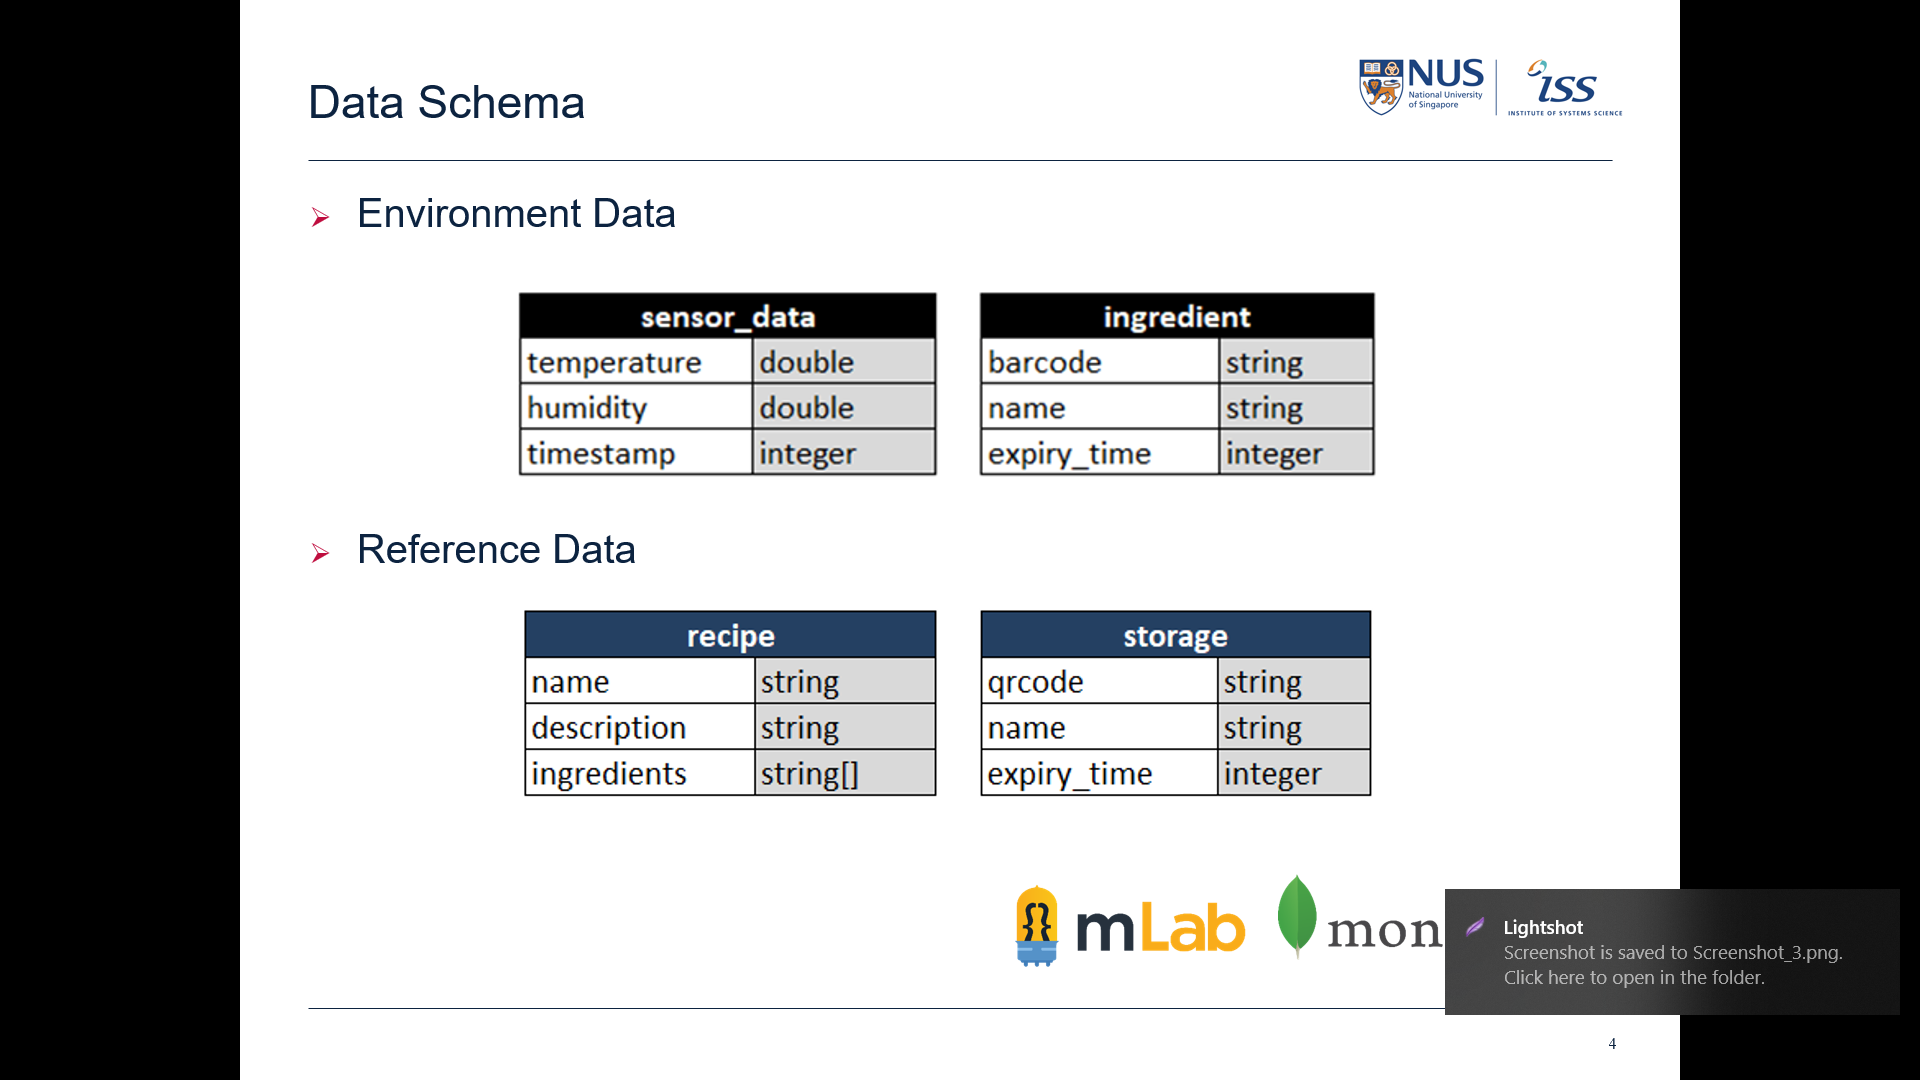 Data Schema
NUS
National University
of Singapore
ISS
INSTITUTE OF SYSTEMS SCIENCE
➢ Environment Data
sensor_data
temperature double
humidity double
timestamp integer
ingredient
barcode string
name string
expiry_time integer
➢ Reference Data
recipe
name string
description string
ingredients string[]
storage
qrcode string
name string
expiry_time integer
mLab
mon
Lightshot
Screenshot is saved to Screenshot_3.png.
Click here to open in the folder.
4